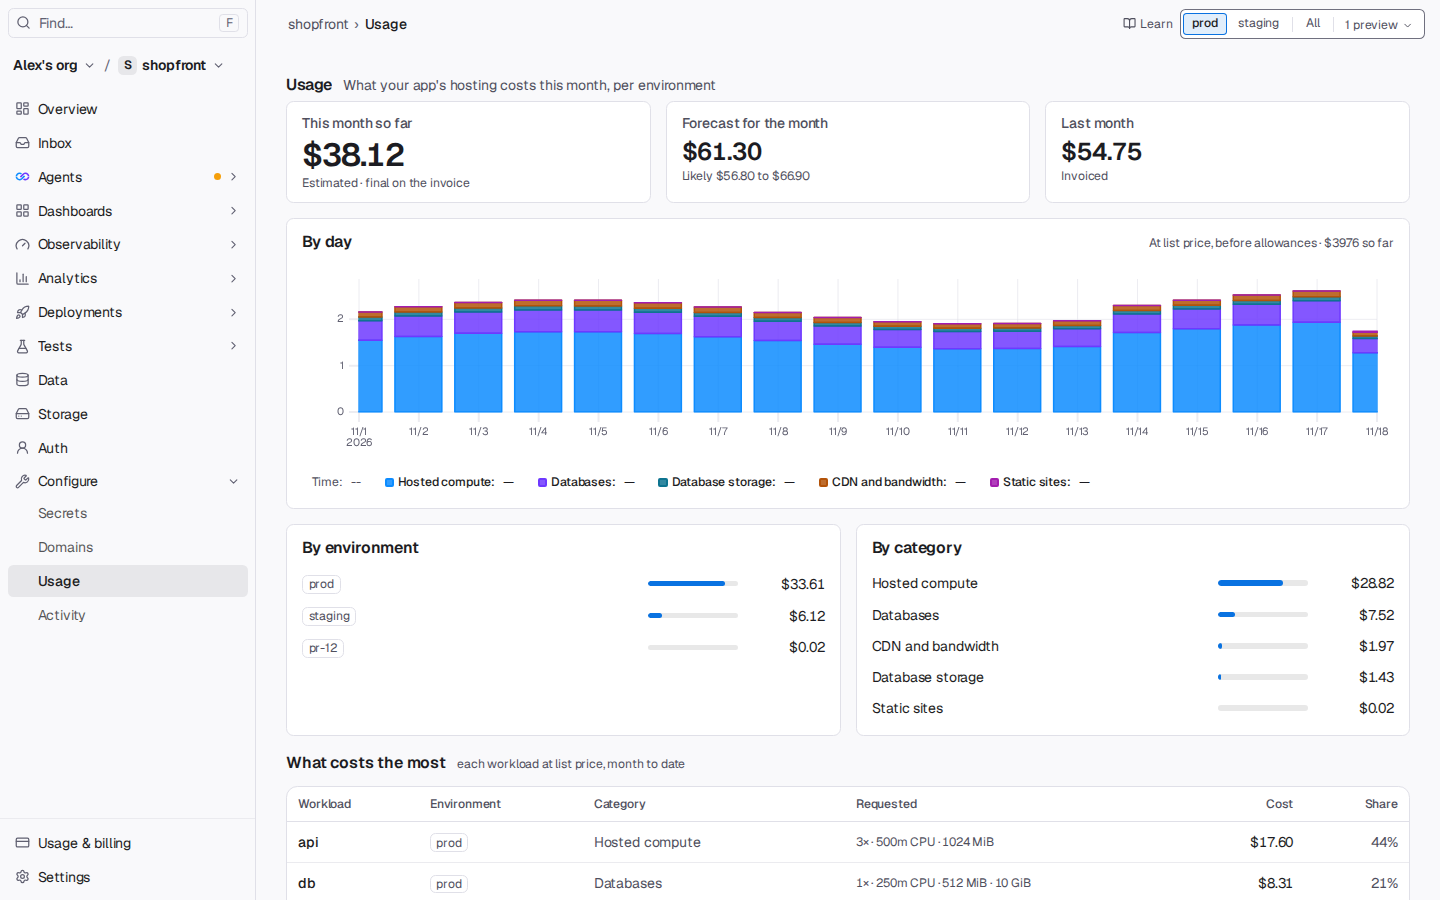 Find...
F
Alex's org / S shopfront
Overview
Inbox
Agents
Dashboards
Observability
Analytics
Deployments
Tests
Data
Storage
Auth
Configure
Secrets
Domains
Usage
Activity
Usage & billing
Settings
shopfront › Usage
Learn
prod
staging
All
1 preview
Usage What your app's hosting costs this month, per environment
This month so far
$38.12
Estimated · final on the invoice
Forecast for the month
$61.30
Likely $56.80 to $66.90
Last month
$54.75
Invoiced
By day
At list price, before allowances · $39.76 so far
2
1
0
11/1 11/2 11/3 11/4 11/5 11/6 11/7 11/8 11/9 11/10 11/11 11/12 11/13 11/14 11/15 11/16 11/17 11/18
2026
Time: -- Hosted compute: — Databases: — Database storage: — CDN and bandwidth: — Static sites: —
By environment
prod $33.61
staging $6.12
pr-12 $0.02
By category
Hosted compute $28.82
Databases $7.52
CDN and bandwidth $1.97
Database storage $1.43
Static sites $0.02
What costs the most each workload at list price, month to date
Workload Environment Category Requested Cost Share
api prod Hosted compute 3× · 500m CPU · 1024 MiB $17.60 44%
db prod Databases 1× · 250m CPU · 512 MiB · 10 GiB $8.31 21%